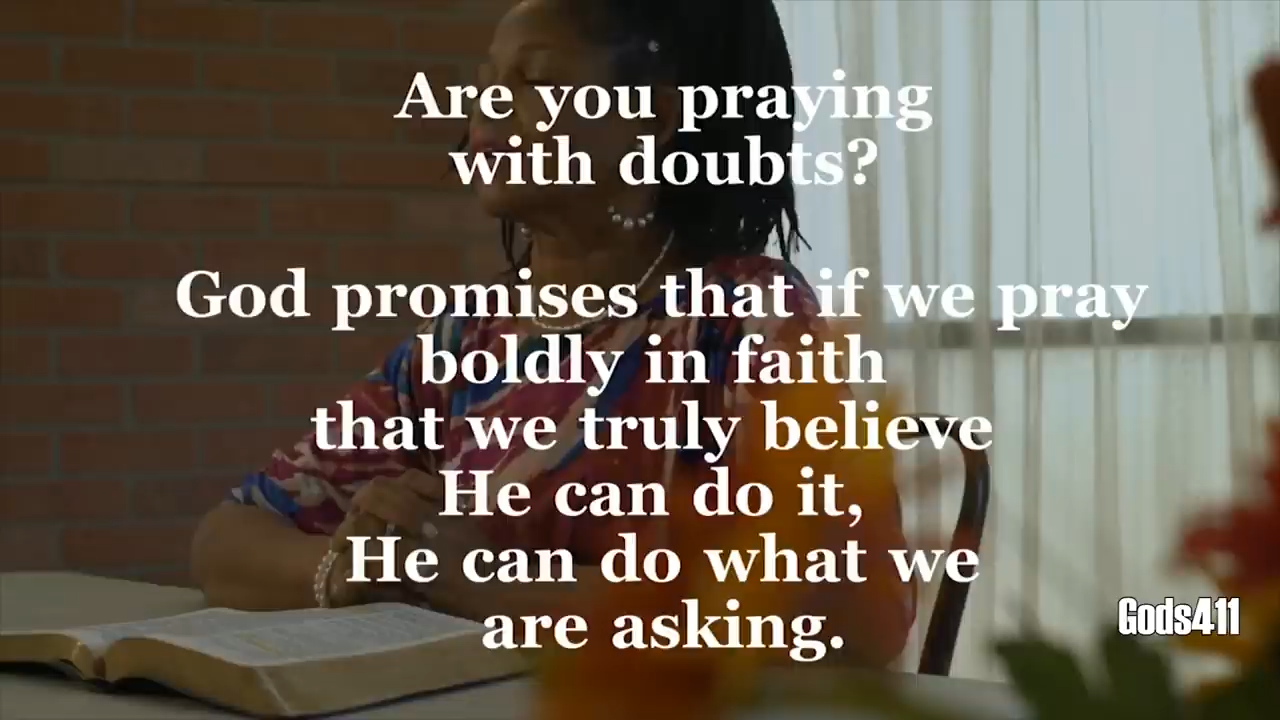 Are you praying
with doubts?
God promises that if we pray
boldly in faith
that we truly believe
He can do it,
He can do what we
are asking.
Gods411